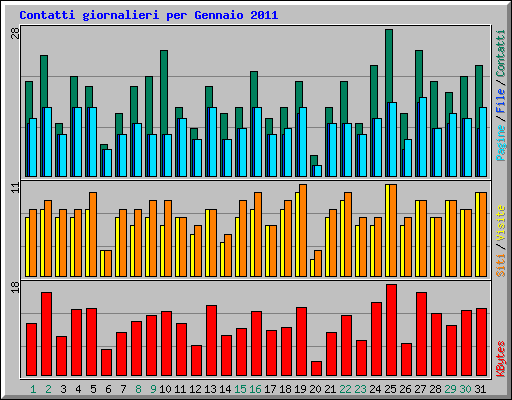 Contatti giornalieri per Gennaio 2011
28
Pagine / File / Contatti
11
Siti / Visite
18
KBytes
1 2 3 4 5 6 7 8 9 10 11 12 13 14 15 16 17 18 19 20 21 22 23 24 25 26 27 28 29 30 31